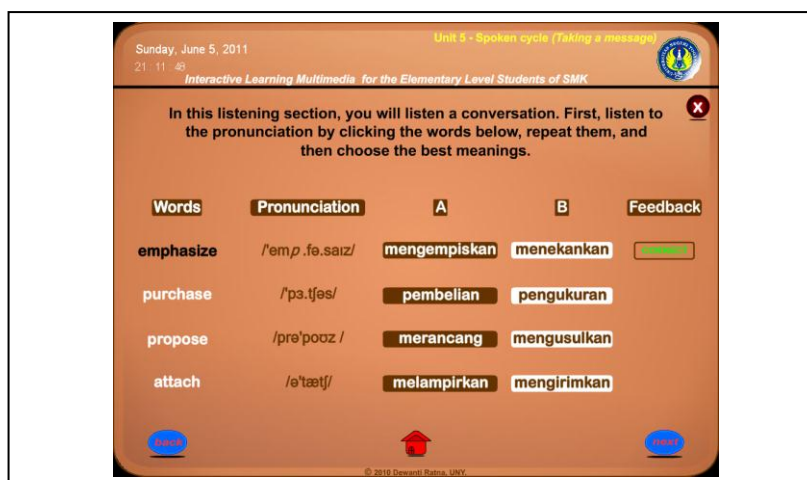 Unit 5 - Spoken cycle (Taking a message)
Sunday, June 5, 2011
21 : 11 : 48
Interactive Learning Multimedia for the Elementary Level Students of SMK
In this listening section, you will listen a conversation. First, listen to
the pronunciation by clicking the words below, repeat them, and
then choose the best meanings.
X
Words Pronunciation A B Feedback
emphasize /'emp.fə.saɪz/ mengempiskan menekankan
purchase /'pɜ.tʃəs/ pembelian pengukuran
propose /prə'poʊz / merancang mengusulkan
attach /ə'tætʃ/ melampirkan mengirimkan
back next
© 2010 Dewanti Ratna, UNY.